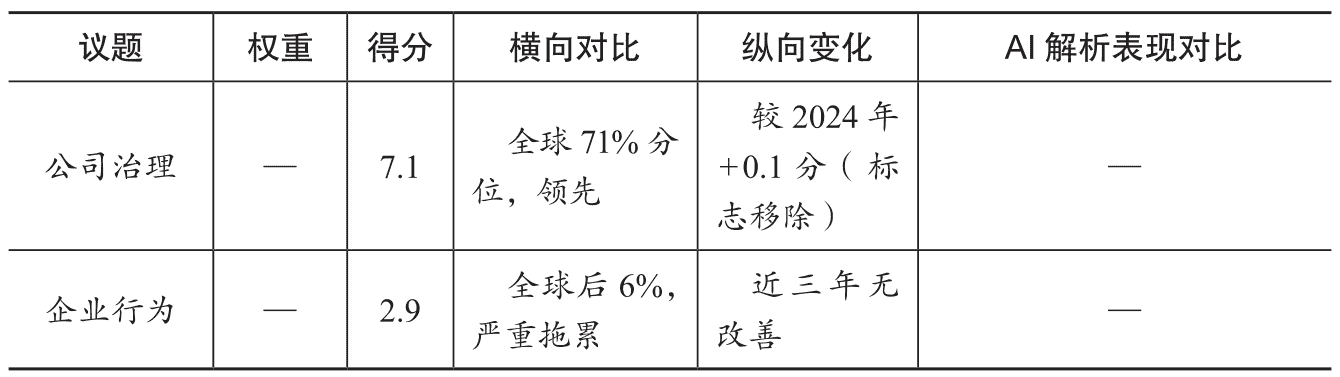 议题 权重 得分 横向对比 纵向变化 AI 解析表现对比
公司治理 — 7.1 全球 71% 分位，领先 较 2024 年 +0.1 分（标志移除） —
企业行为 — 2.9 全球后 6%，严重拖累 近三年无改善 —